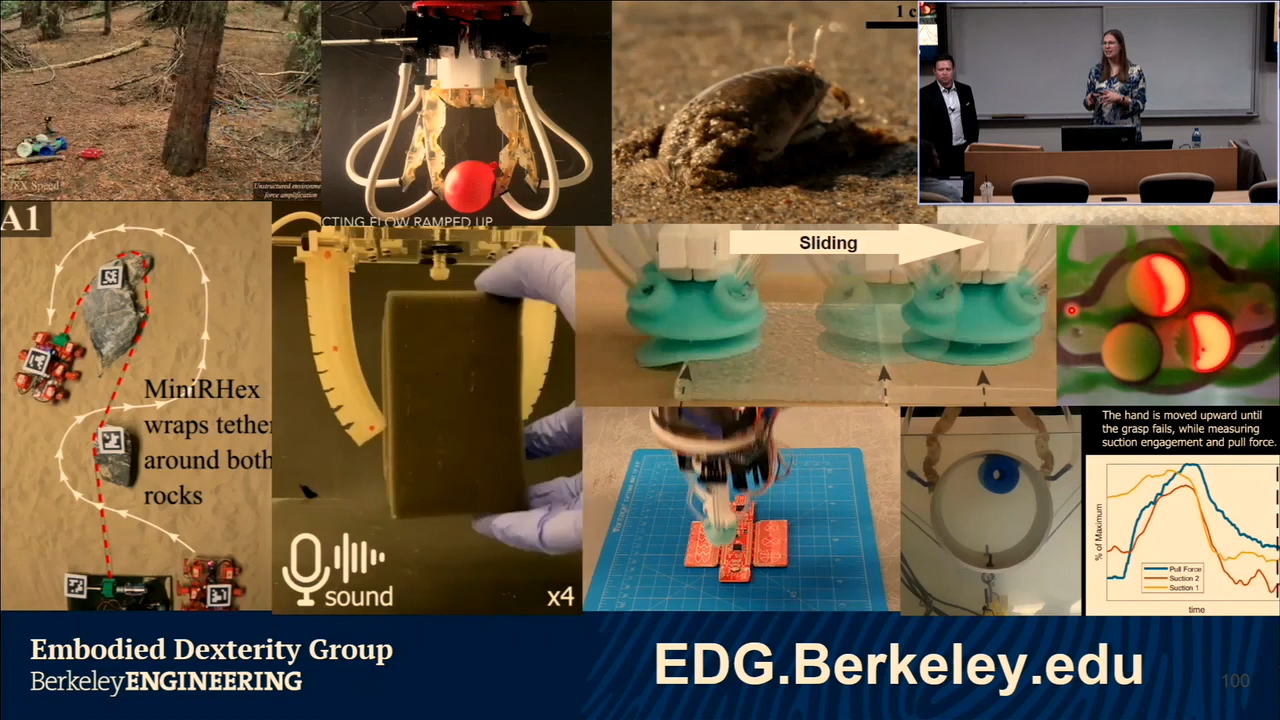 1 c
8X Speed
Unstructured environme
force amplification
CTING FLOW RAMPED UP
A1
Sliding
MiniRHex
wraps tether
around both
rocks
sound
x4
The hand is moved upward until
the grasp fails, while measuring
suction engagement and pull force.
% of Maximum
Pull Force
Suction 2
Suction 1
time
Embodied Dexterity Group
BerkeleyENGINEERING
EDG.Berkeley.edu
100